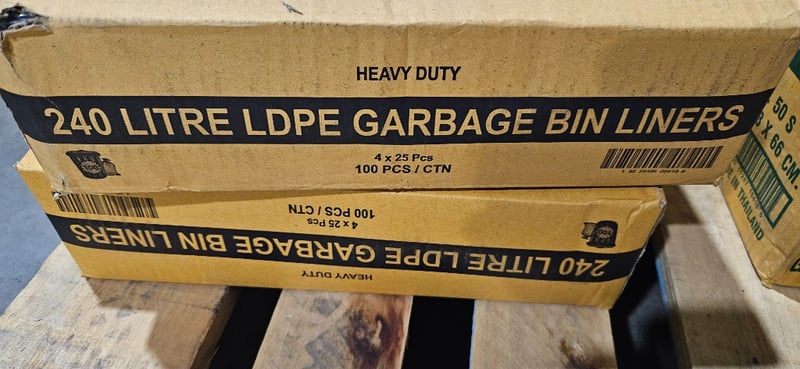 HEAVY DUTY
240 LITRE LDPE GARBAGE BIN LINERS
4 x 25 Pcs
100 PCS / CTN
100 PCS / CTN
4 x 25 Pcs
240 LITRE LDPE GARBAGE BIN LINERS
HEAVY DUTY
50 S
X 66 CM.
IN THAILAND